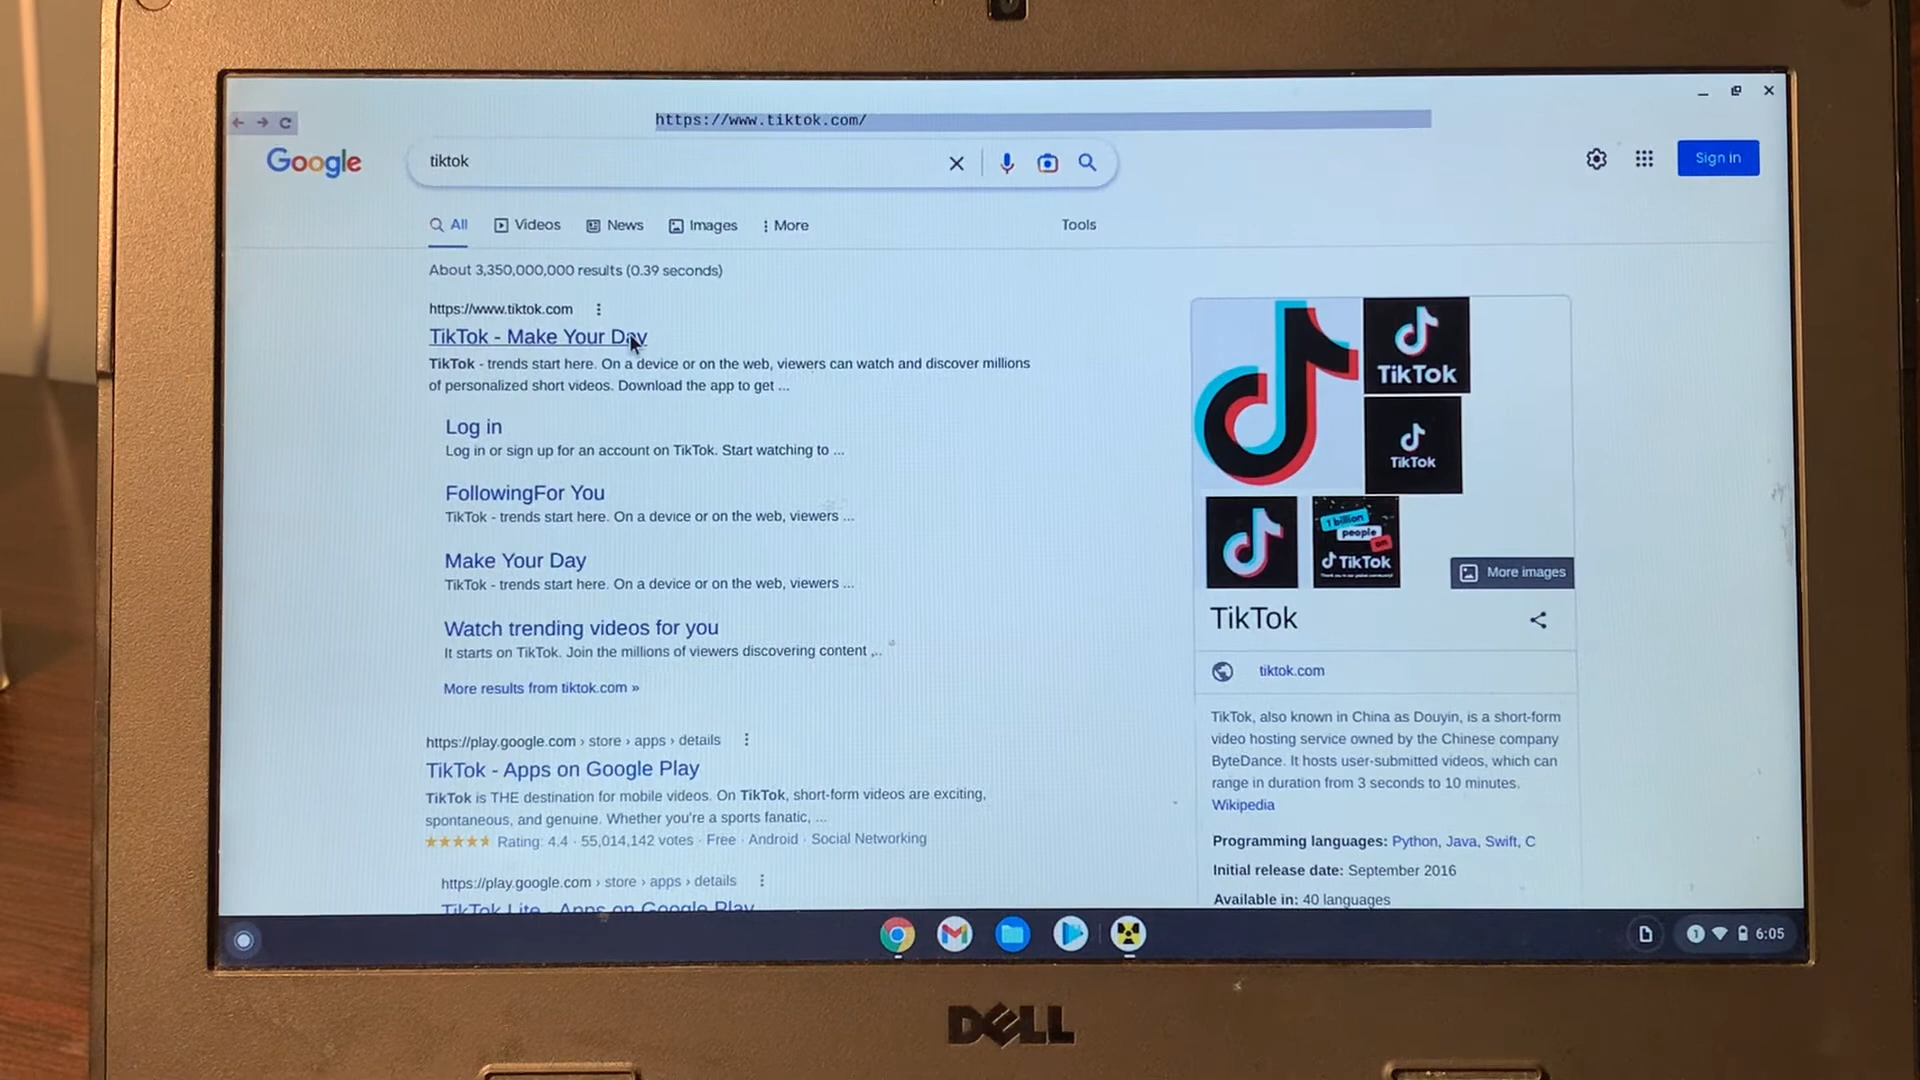 https://www.tiktok.com/
Google
tiktok
Sign in
All
Videos
News
Images
More
Tools
About 3,350,000,000 results (0.39 seconds)
https://www.tiktok.com
TikTok - Make Your Day
TikTok - trends start here. On a device or on the web, viewers can watch and discover millions
of personalized short videos. Download the app to get ...
Log in
Log in or sign up for an account on TikTok. Start watching to ...
FollowingFor You
TikTok - trends start here. On a device or on the web, viewers ...
Make Your Day
TikTok - trends start here. On a device or on the web, viewers ...
Watch trending videos for you
It starts on TikTok. Join the millions of viewers discovering content ...
More results from tiktok.com »
https://play.google.com › store › apps › details
TikTok - Apps on Google Play
TikTok is THE destination for mobile videos. On TikTok, short-form videos are exciting,
spontaneous, and genuine. Whether you're a sports fanatic, ...
Rating: 4.4 · 55,014,142 votes · Free · Android · Social Networking
https://play.google.com › store › apps › details
TikTok Lite - Apps on Google Play
TikTok
TikTok
1 billion
people
on
TikTok
More images
TikTok
tiktok.com
TikTok, also known in China as Douyin, is a short-form
video hosting service owned by the Chinese company
ByteDance. It hosts user-submitted videos, which can
range in duration from 3 seconds to 10 minutes.
Wikipedia
Programming languages: Python, Java, Swift, C
Initial release date: September 2016
Available in: 40 languages
1
6:05
DELL